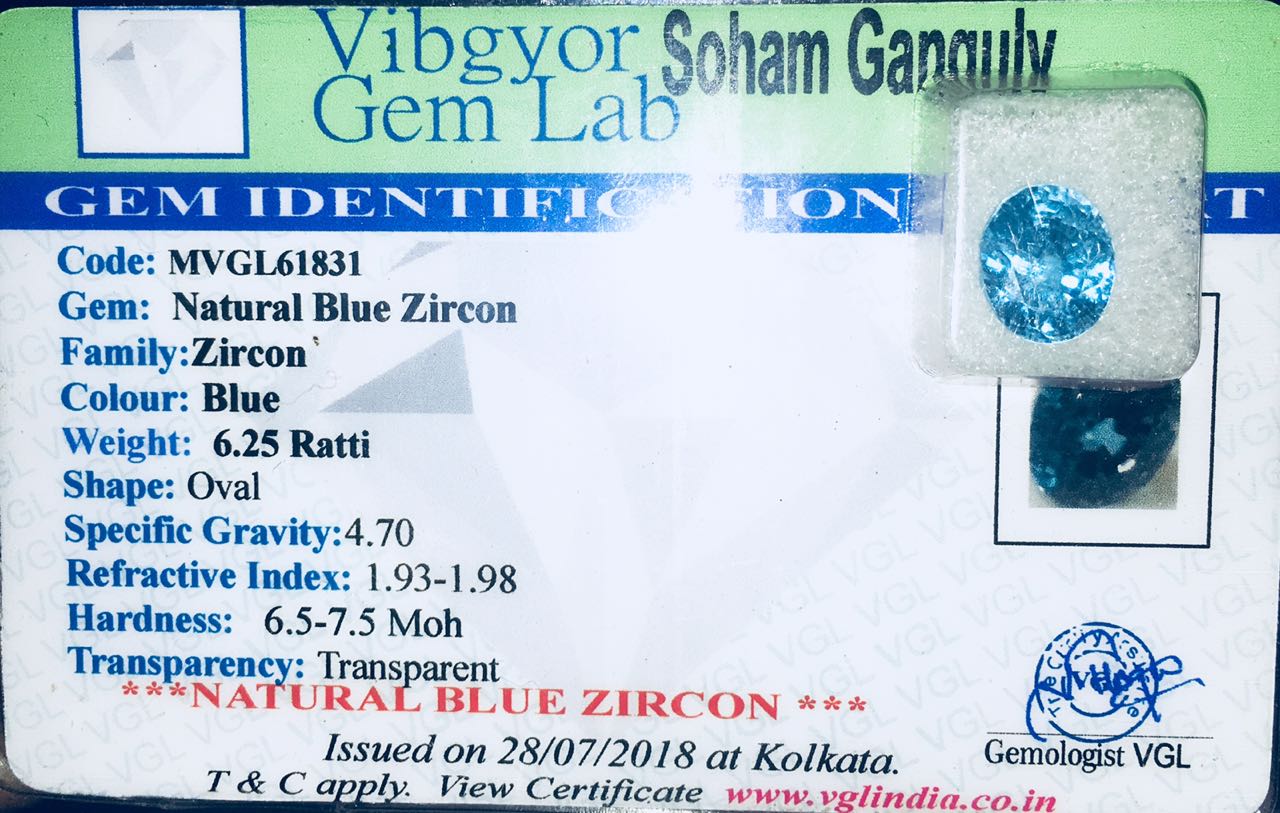 Vibgyor
Gem Lab
Soham Ganguly
GEM IDENTIFIC TION T
Code: MVGL61831
Gem: Natural Blue Zircon
Family:Zircon
Colour: Blue
Weight: 6.25 Ratti
Shape: Oval
Specific Gravity:4.70
Refractive Index: 1.93-1.98
Hardness: 6.5-7.5 Moh
Transparency: Transparent
***NATURAL BLUE ZIRCON ***
Issued on 28/07/2018 at Kolkata.
Gemologist VGL
T & C apply. View Certificate www.vglindia.co.in